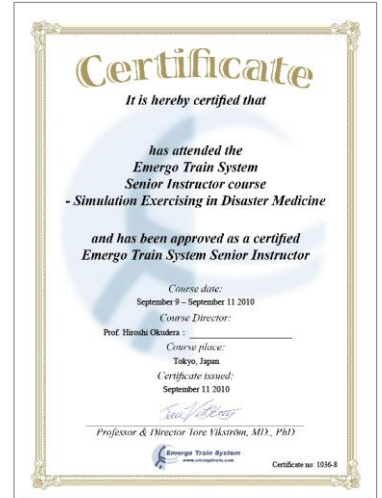 Certificate
It is hereby certified that
has attended the
Emergo Train System
Senior Instructor course
- Simulation Exercising in Disaster Medicine
and has been approved as a certified
Emergo Train System Senior Instructor
Course date:
September 9 – September 11 2010
Course Director:
Prof. Hiroshi Okudera :
Course place:
Tokyo, Japan
Certificate issued:
September 11 2010
Professor & Director Tore Vikström, MD., PhD
Emergo Train System
www.emergotrain.com
Certificate no: 1036-8